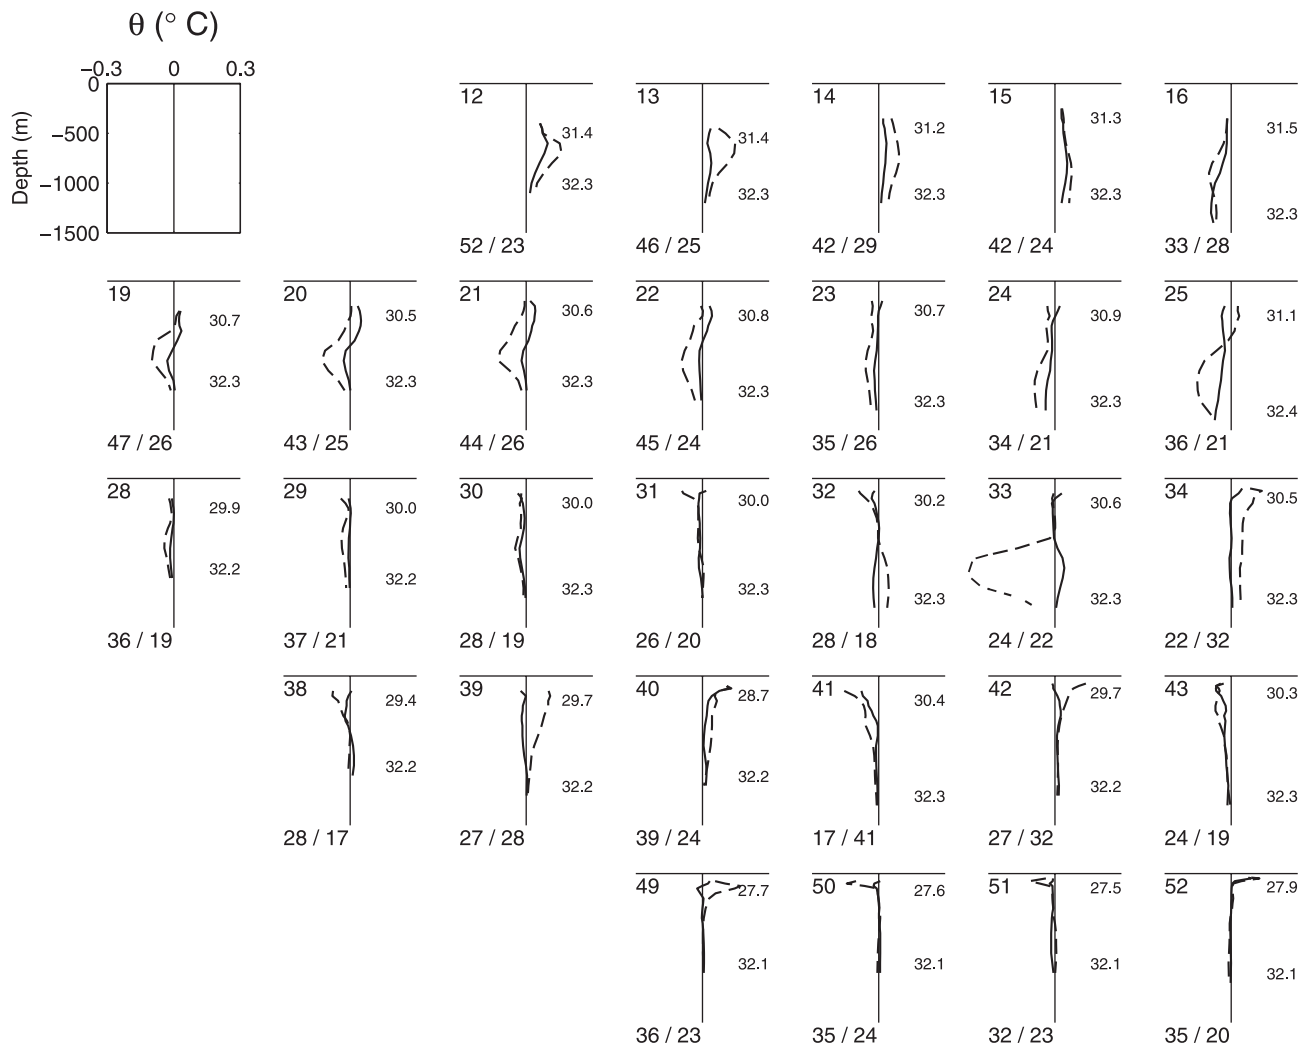 θ (° C)
−0.3 0 0.3
0
−500
−1000
−1500
Depth (m)
12 31.4
32.3
52 / 23
13 31.4
32.3
46 / 25
14 31.2
32.3
42 / 29
15 31.3
32.3
42 / 24
16 31.5
32.3
33 / 28
19 30.7
32.3
47 / 26
20 30.5
32.3
43 / 25
21 30.6
32.3
44 / 26
22 30.8
32.3
45 / 24
23 30.7
32.3
35 / 26
24 30.9
32.3
34 / 21
25 31.1
32.4
36 / 21
28 29.9
32.2
36 / 19
29 30.0
32.2
37 / 21
30 30.0
32.3
28 / 19
31 30.0
32.3
26 / 20
32 30.2
32.3
28 / 18
33 30.6
32.3
24 / 22
34 30.5
32.3
22 / 32
38 29.4
32.2
28 / 17
39 29.7
32.2
27 / 28
40 28.7
32.2
39 / 24
41 30.4
32.3
17 / 41
42 29.7
32.2
27 / 32
43 30.3
32.3
24 / 19
49 27.7
32.1
36 / 23
50 27.6
32.1
35 / 24
51 27.5
32.1
32 / 23
52 27.9
32.1
35 / 20